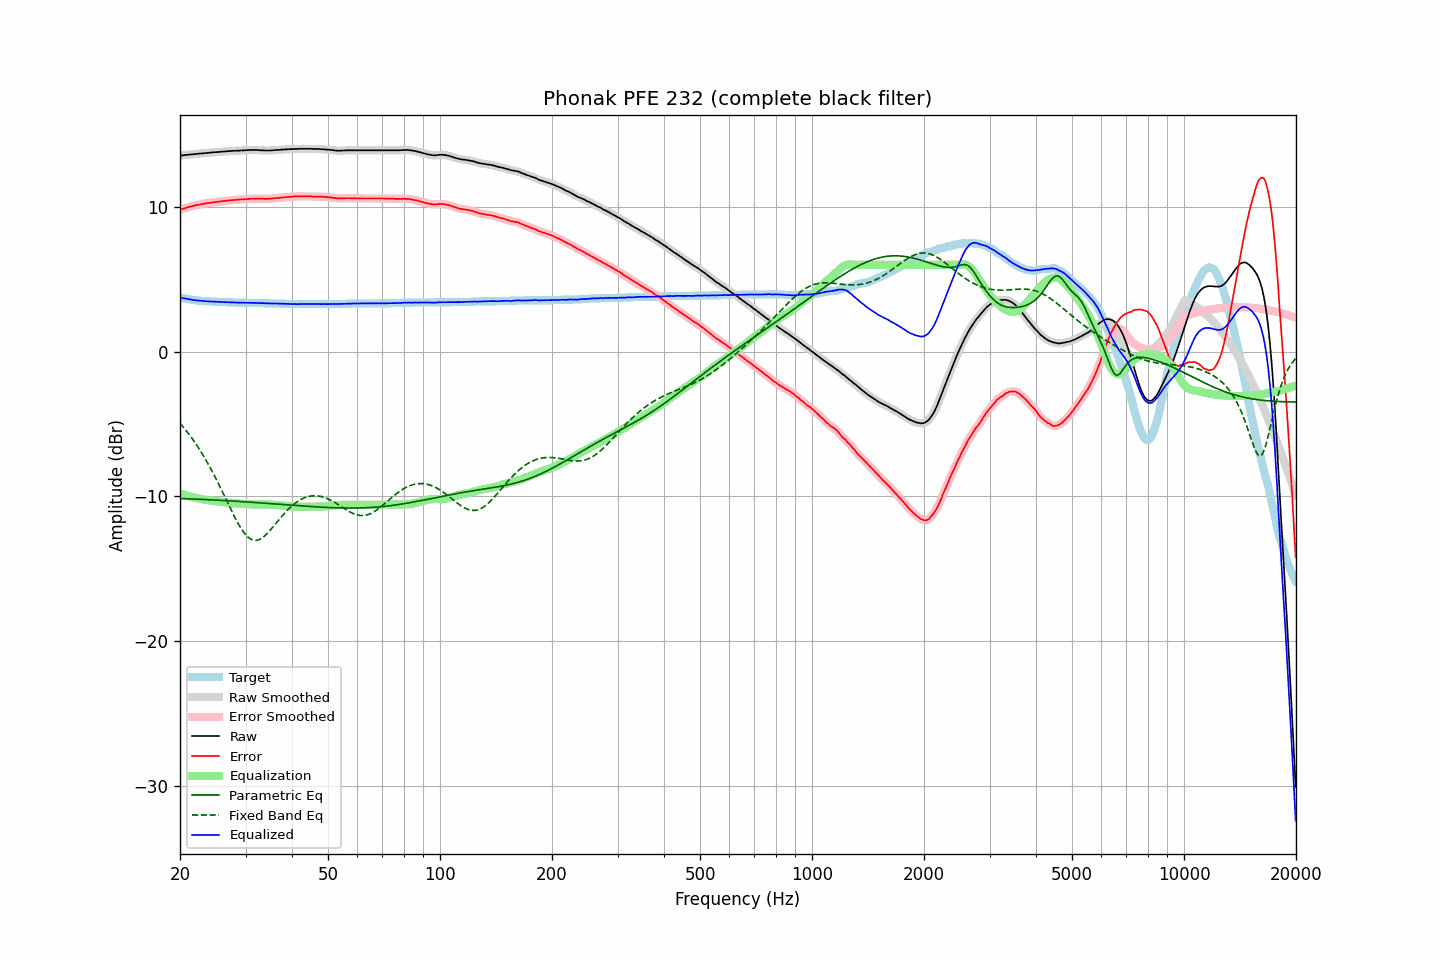 Phonak PFE 232 (complete black filter)
Amplitude (dBr)
10
0
−10
−20
−30
Target
Raw Smoothed
Error Smoothed
Raw
Error
Equalization
Parametric Eq
Fixed Band Eq
Equalized
20 50 100 200 500 1000 2000 5000 10000 20000
Frequency (Hz)